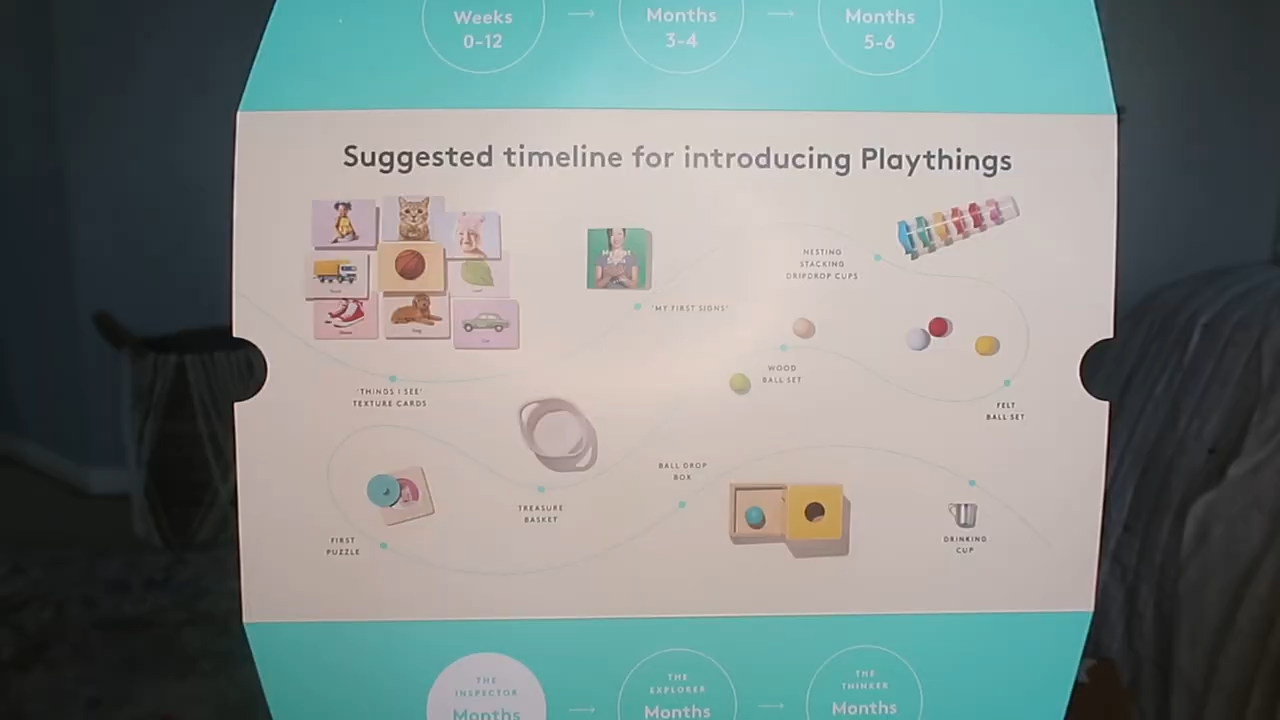 Weeks
0-12
Months
3-4
Months
5-6
Suggested timeline for introducing Playthings
'THINGS I SEE'
TEXTURE CARDS
'MY FIRST SIGNS'
NESTING
STACKING
DRIPDROP CUPS
WOOD
BALL SET
FELT
BALL SET
FIRST
PUZZLE
TREASURE
BASKET
BALL DROP
BOX
DRINKING
CUP
THE
INSPECTOR
Months
THE
EXPLORER
Months
THE
THINKER
Months